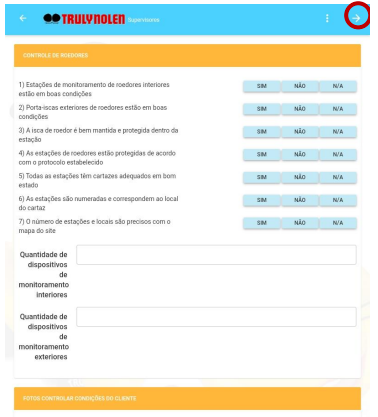 TRULY NOLEN Supervisores
CONTROLE DE ROEDORES
1) Estações de monitoramento de roedores interiores
estão em boas condições
SIM NÃO N/A
2) Porta-iscas exteriores de roedores estão em boas
condições
SIM NÃO N/A
3) A isca de roedor é bem mantida e protegida dentro da
estação
SIM NÃO N/A
4) As estações de roedores estão protegidas de acordo
com o protocolo estabelecido
SIM NÃO N/A
5) Todas as estações têm cartazes adequados em bom
estado
SIM NÃO N/A
6) As estações são numeradas e correspondem ao local
do cartaz
SIM NÃO N/A
7) O número de estações e locais são precisos com o
mapa do site
SIM NÃO N/A
Quantidade de
dispositivos
de
monitoramento
interiores
Quantidade de
dispositivos
de
monitoramento
exteriores
FOTOS CONTROLAR CONDIÇÕES DO CLIENTE